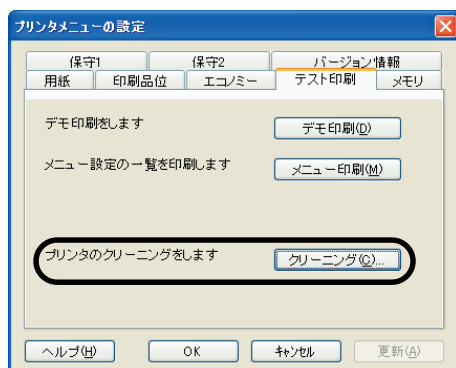 プリンタメニューの設定
保守1 保守2 バージョン情報
用紙 印刷品位 エコノミー テスト印刷 メモリ
デモ印刷をします デモ印刷(D)
メニュー設定の一覧を印刷します メニュー印刷(M)
プリンタのクリーニングをします クリーニング(C)...
ヘルプ(H) OK キャンセル 更新(A)